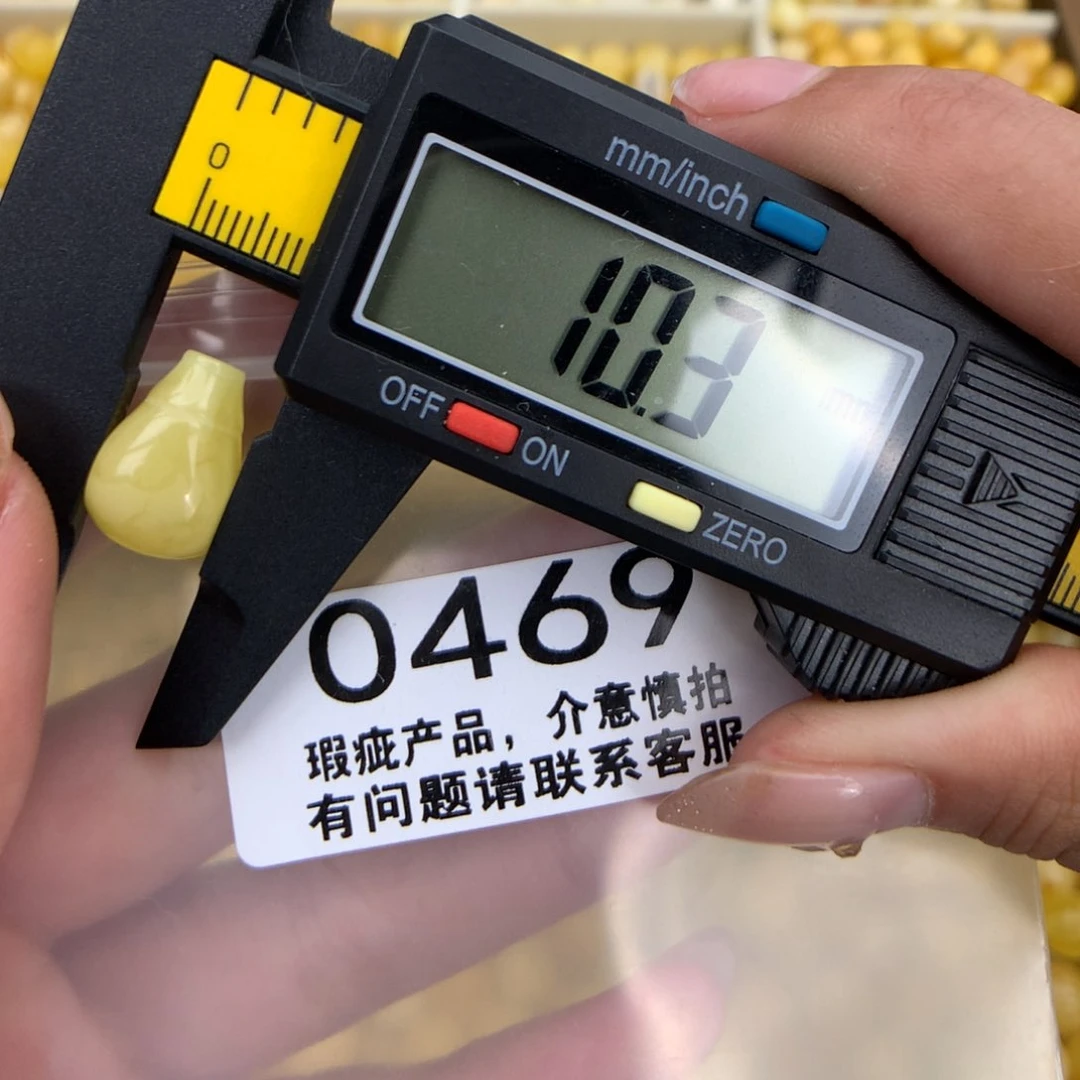 0
mm/inch
10.3
OFF
ON
ZERO
0469
瑕疵产品，介意慎拍
有问题请联系客服